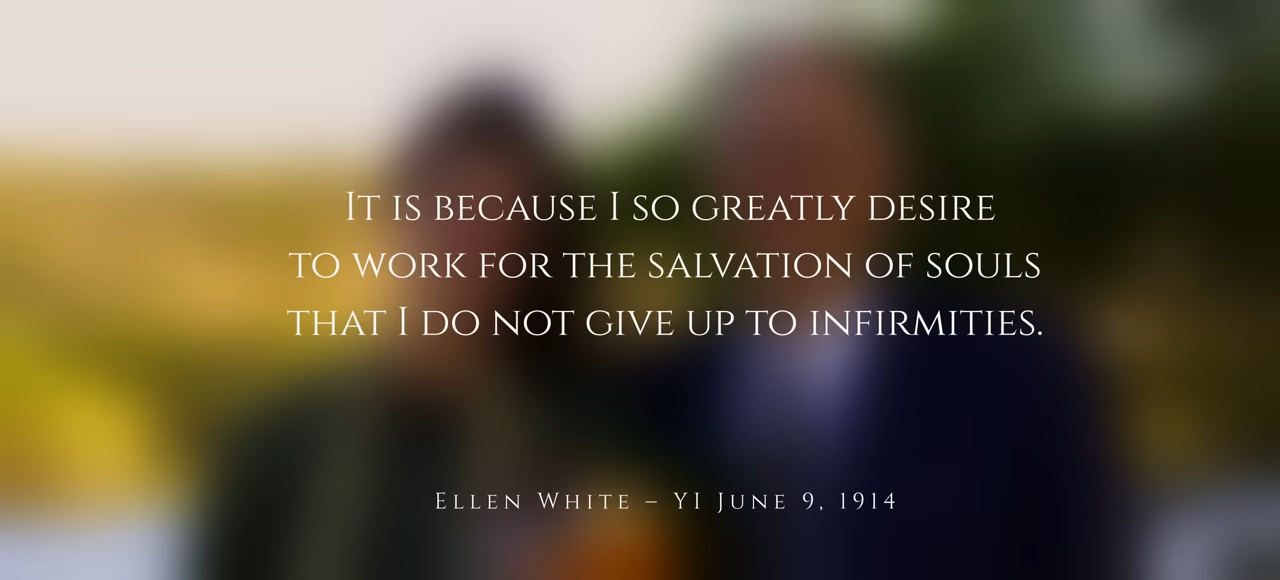 It is because I so greatly desire
to work for the salvation of souls
that I do not give up to infirmities.
Ellen White – YI June 9, 1914